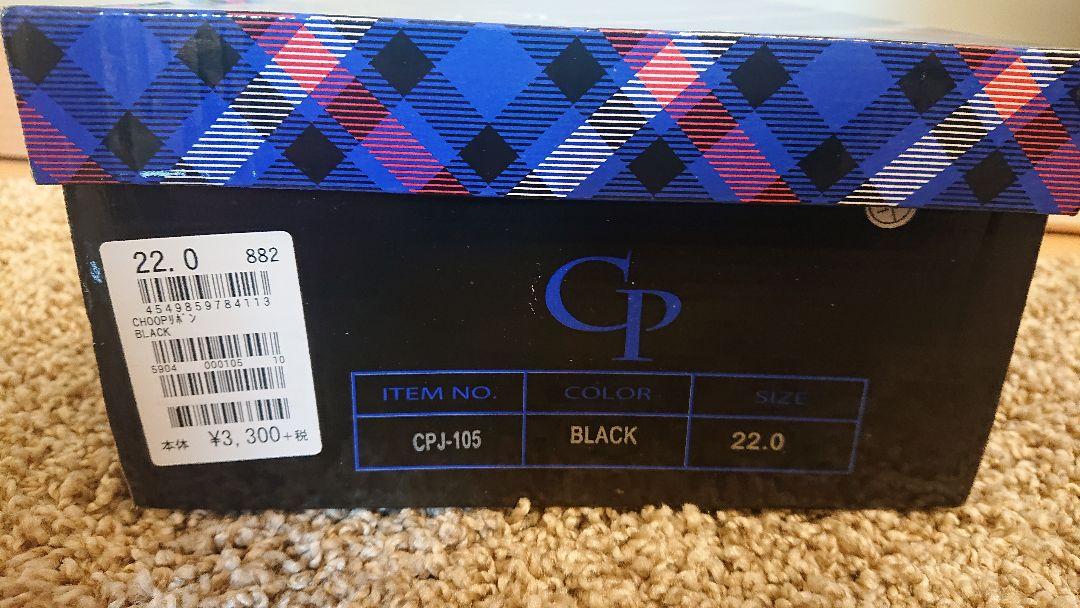 22.0 882
4549859784113
CHOOPリボン
BLACK
S904 000105 10
本体 ¥3,300+税
CP
ITEM NO. COLOR SIZE
CPJ-105 BLACK 22.0